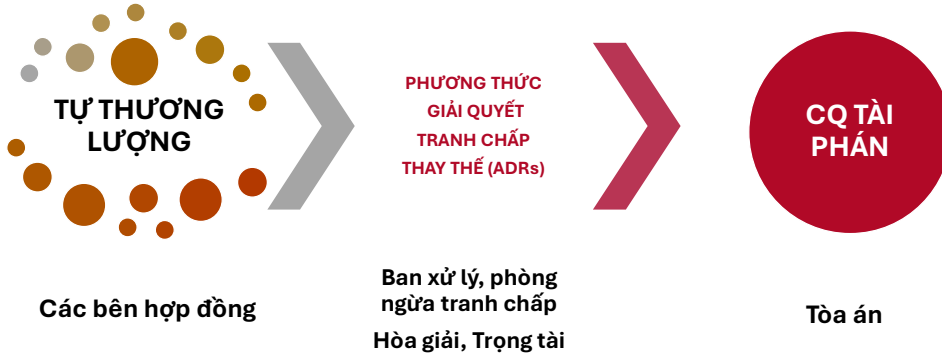 TỰ THƯƠNG
LƯỢNG
PHƯƠNG THỨC
GIẢI QUYẾT
TRANH CHẤP
THAY THẾ (ADRs)
CQ TÀI
PHÁN
Các bên hợp đồng
Ban xử lý, phòng
ngừa tranh chấp
Hòa giải, Trọng tài
Tòa án